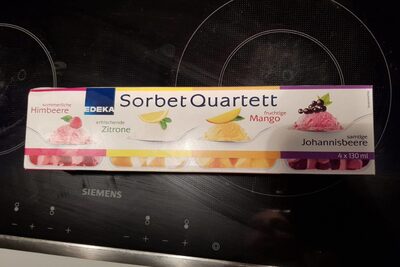 EDEKA
Sorbet Quartett
sommerliche
Himbeere
erfrischende
Zitrone
fruchtige
Mango
samtige
Johannisbeere
4 x 130 ml
SIEMENS